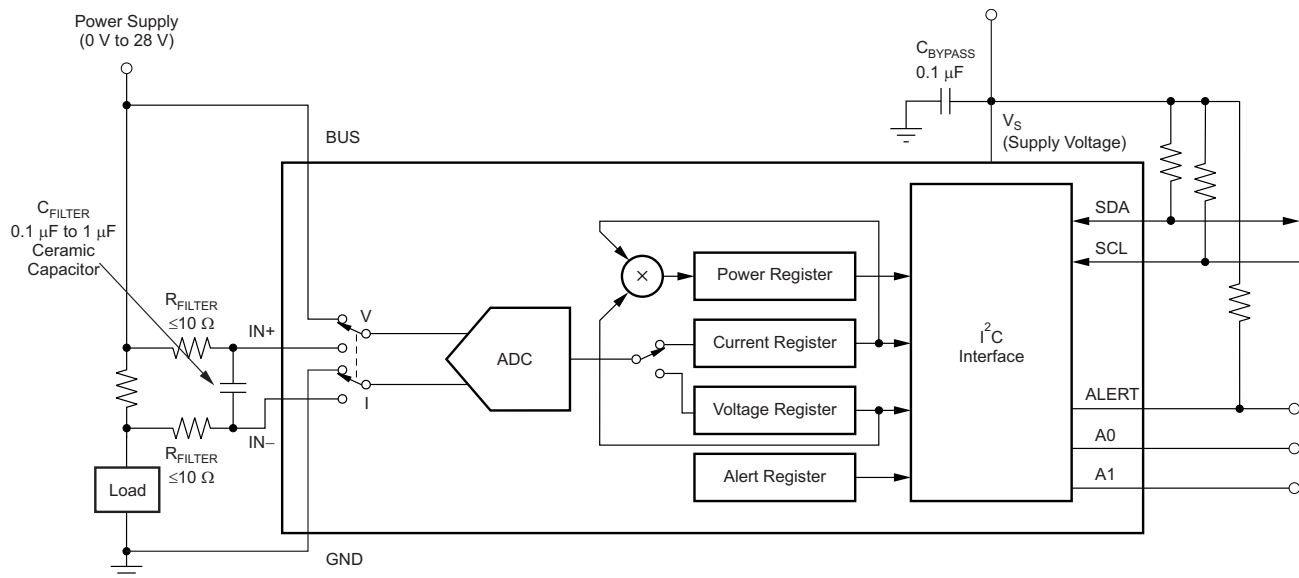 Power Supply
(0 V to 28 V)
C_BYPASS
0.1 μF
V_S
(Supply Voltage)
BUS
C_FILTER
0.1 μF to 1 μF
Ceramic
Capacitor
R_FILTER
≤10 Ω
IN+
V
ADC
×
Power Register
Current Register
Voltage Register
Alert Register
I²C
Interface
SDA
SCL
ALERT
A0
A1
I
IN–
R_FILTER
≤10 Ω
Load
GND